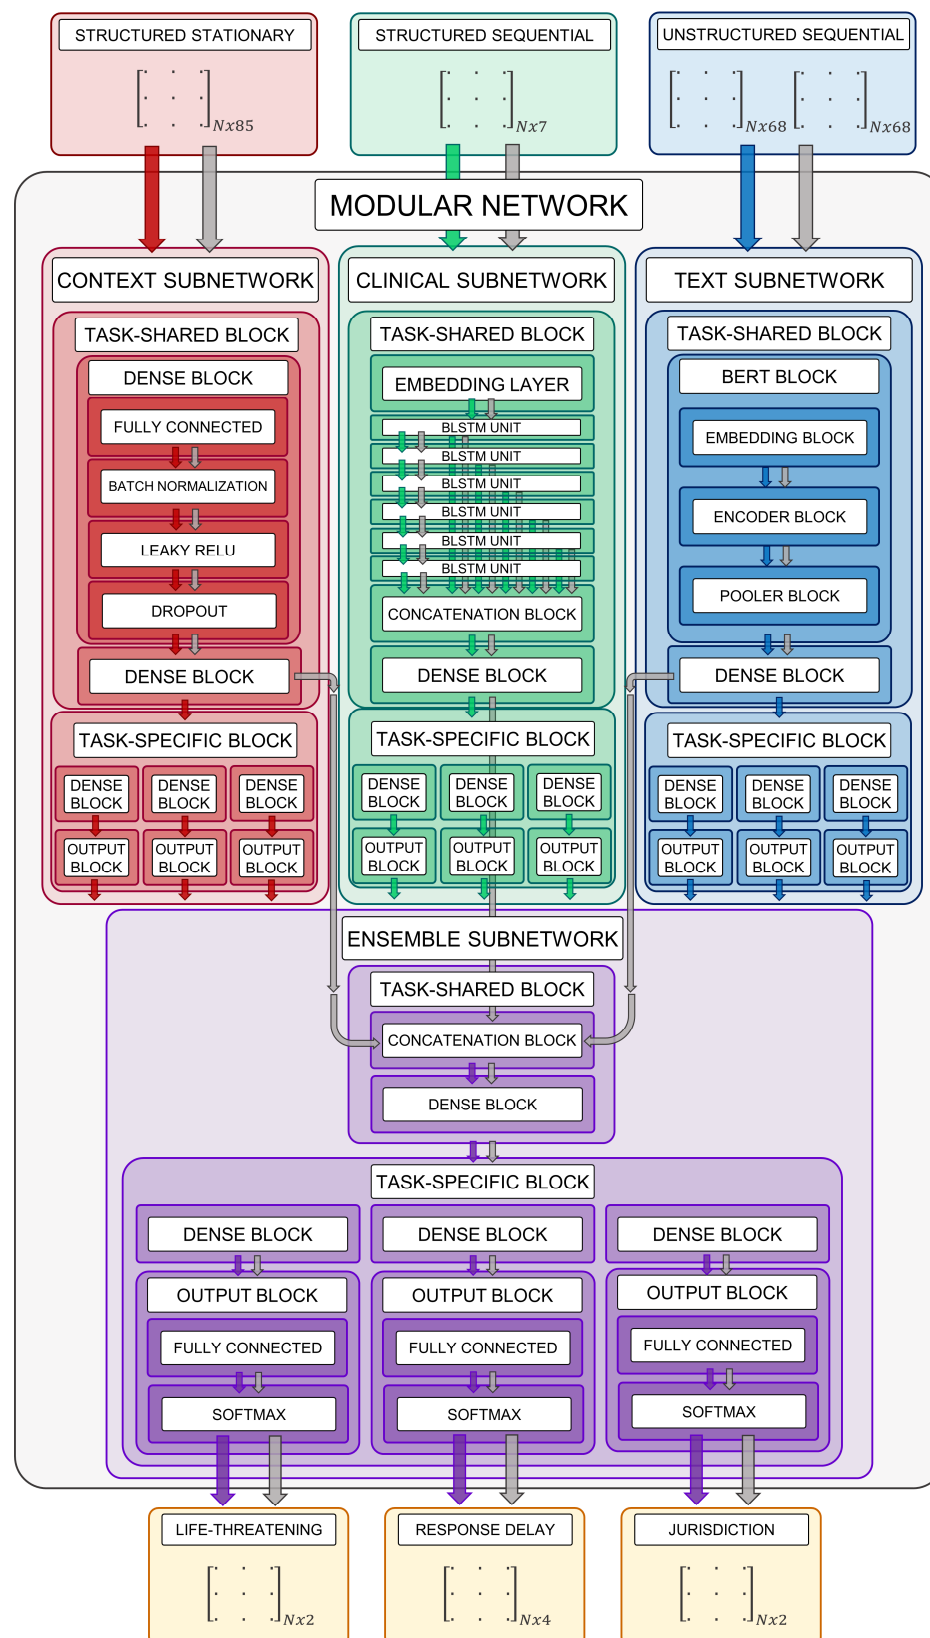 STRUCTURED STATIONARY
Nx85
STRUCTURED SEQUENTIAL
Nx7
UNSTRUCTURED SEQUENTIAL
Nx68
Nx68
MODULAR NETWORK
CONTEXT SUBNETWORK
TASK-SHARED BLOCK
DENSE BLOCK
FULLY CONNECTED
BATCH NORMALIZATION
LEAKY RELU
DROPOUT
DENSE BLOCK
TASK-SPECIFIC BLOCK
DENSE
BLOCK
DENSE
BLOCK
DENSE
BLOCK
OUTPUT
BLOCK
OUTPUT
BLOCK
OUTPUT
BLOCK
CLINICAL SUBNETWORK
TASK-SHARED BLOCK
EMBEDDING LAYER
BLSTM UNIT
BLSTM UNIT
BLSTM UNIT
BLSTM UNIT
BLSTM UNIT
BLSTM UNIT
CONCATENATION BLOCK
DENSE BLOCK
TASK-SPECIFIC BLOCK
DENSE
BLOCK
DENSE
BLOCK
DENSE
BLOCK
OUTPUT
BLOCK
OUTPUT
BLOCK
OUTPUT
BLOCK
TEXT SUBNETWORK
TASK-SHARED BLOCK
BERT BLOCK
EMBEDDING BLOCK
ENCODER BLOCK
POOLER BLOCK
DENSE BLOCK
TASK-SPECIFIC BLOCK
DENSE
BLOCK
DENSE
BLOCK
DENSE
BLOCK
OUTPUT
BLOCK
OUTPUT
BLOCK
OUTPUT
BLOCK
ENSEMBLE SUBNETWORK
TASK-SHARED BLOCK
CONCATENATION BLOCK
DENSE BLOCK
TASK-SPECIFIC BLOCK
DENSE BLOCK
OUTPUT BLOCK
FULLY CONNECTED
SOFTMAX
DENSE BLOCK
OUTPUT BLOCK
FULLY CONNECTED
SOFTMAX
DENSE BLOCK
OUTPUT BLOCK
FULLY CONNECTED
SOFTMAX
LIFE-THREATENING
Nx2
RESPONSE DELAY
Nx4
JURISDICTION
Nx2